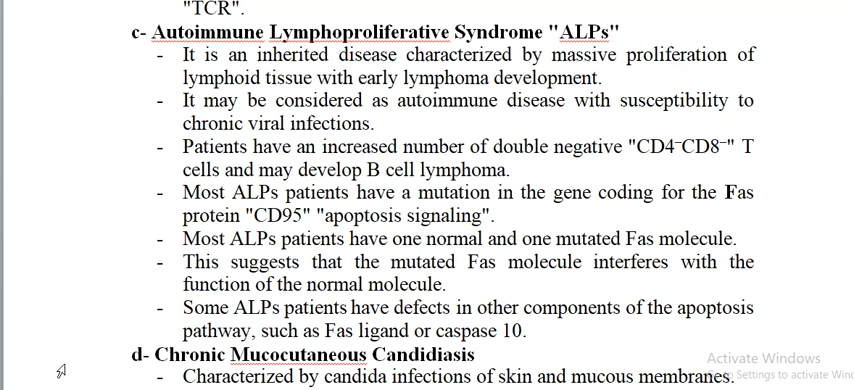 "TCR".
c- Autoimmune Lymphoproliferative Syndrome "ALPs"
- It is an inherited disease characterized by massive proliferation of
lymphoid tissue with early lymphoma development.
- It may be considered as autoimmune disease with susceptibility to
chronic viral infections.
- Patients have an increased number of double negative "CD4⁻CD8⁻" T
cells and may develop B cell lymphoma.
- Most ALPs patients have a mutation in the gene coding for the Fas
protein "CD95" "apoptosis signaling".
- Most ALPs patients have one normal and one mutated Fas molecule.
- This suggests that the mutated Fas molecule interferes with the
function of the normal molecule.
- Some ALPs patients have defects in other components of the apoptosis
pathway, such as Fas ligand or caspase 10.
d- Chronic Mucocutaneous Candidiasis
- Characterized by candida infections of skin and mucous membranes.
Activate Windows
to Settings to activate Winc